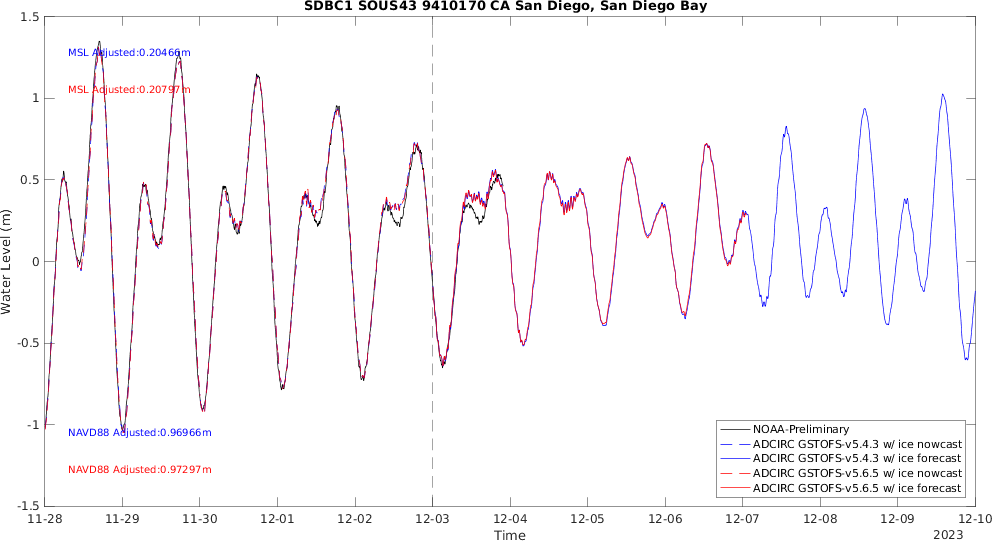 SDBC1 SOUS43 9410170 CA San Diego, San Diego Bay
1.5
MSL Adjusted:0.20466m
MSL Adjusted:0.20797m
1
0.5
Water Level (m)
0
-0.5
-1
NAVD88 Adjusted:0.96966m
NAVD88 Adjusted:0.97297m
-1.5
NOAA-Preliminary
ADCIRC GSTOFS-v5.4.3 w/ ice nowcast
ADCIRC GSTOFS-v5.4.3 w/ ice forecast
ADCIRC GSTOFS-v5.6.5 w/ ice nowcast
ADCIRC GSTOFS-v5.6.5 w/ ice forecast
11-28 11-29 11-30 12-01 12-02 12-03 12-04 12-05 12-06 12-07 12-08 12-09 12-10
Time
2023